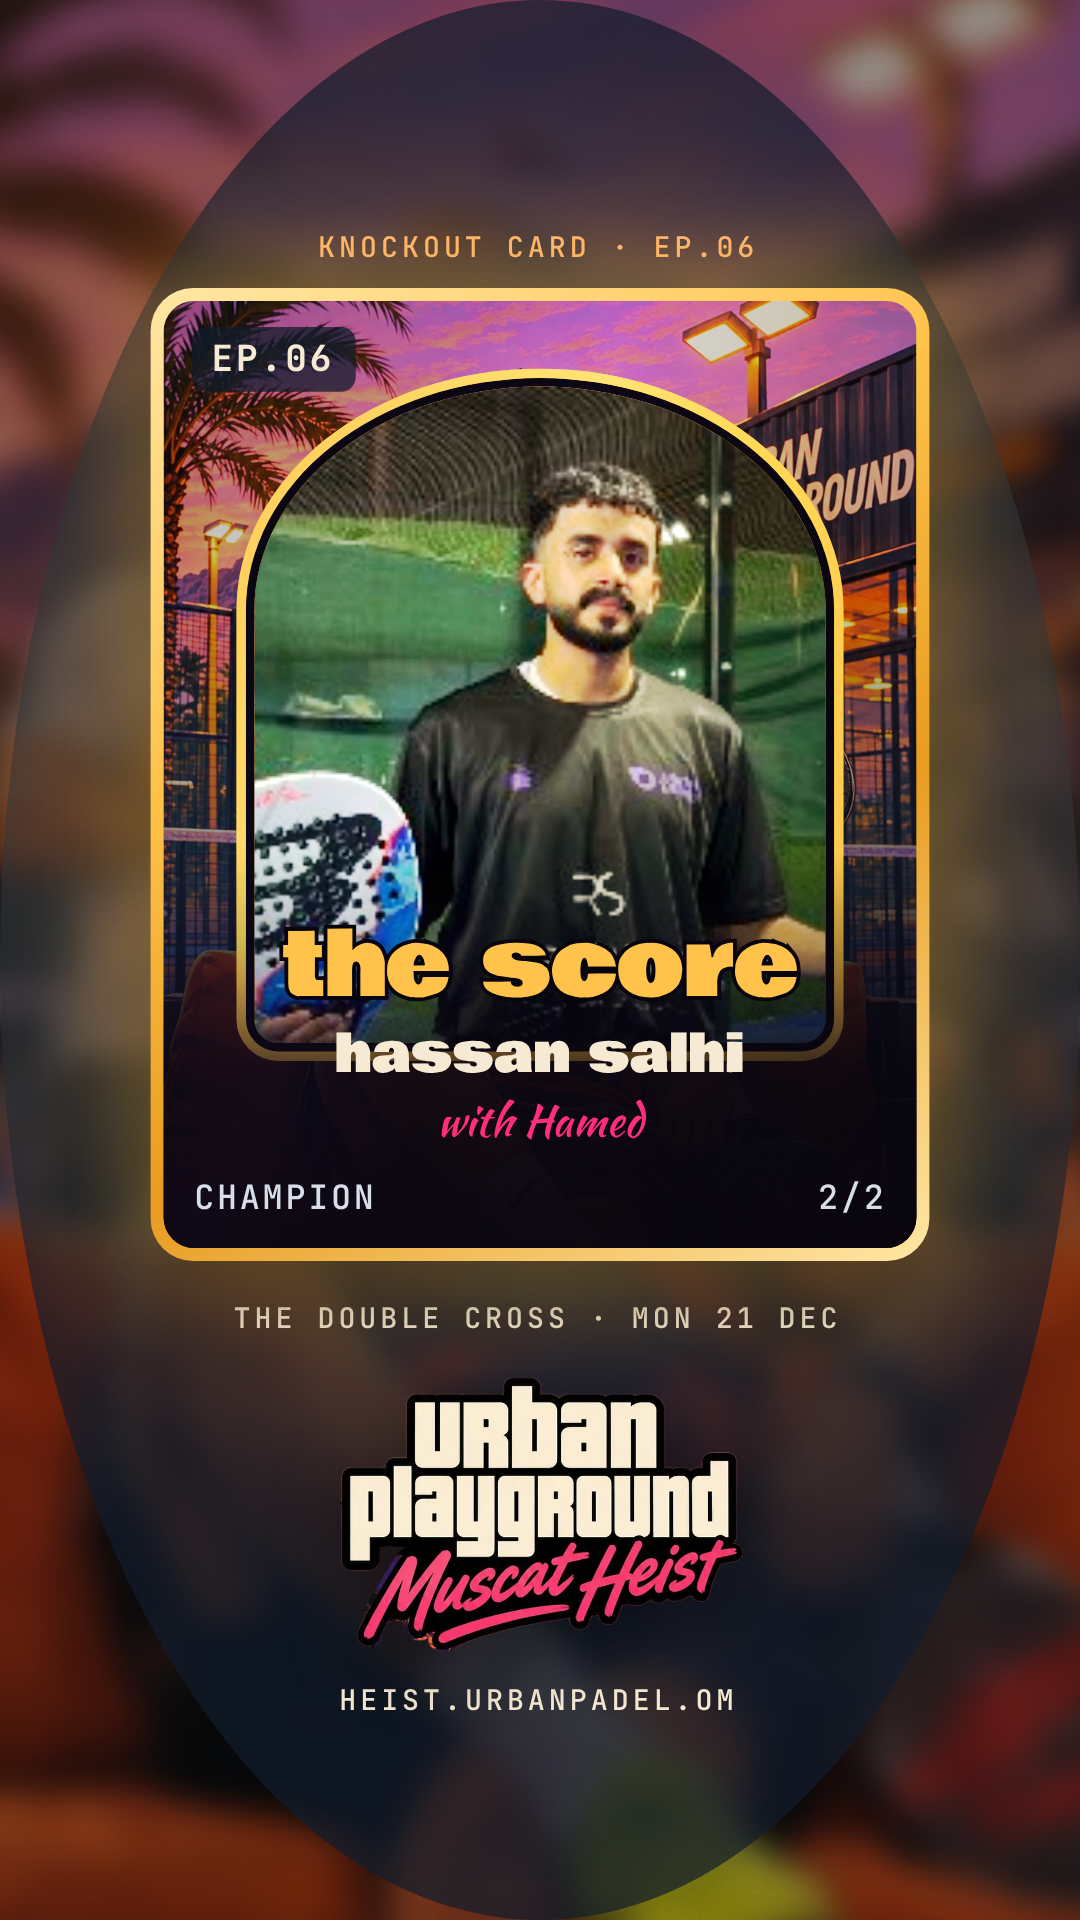 KNOCKOUT CARD · EP.06
EP.06
ROUND
the score
hassan salhi
with Hamed
CHAMPION 2/2
THE DOUBLE CROSS · MON 21 DEC
urban
playground
Muscat Heist
HEIST.URBANPADEL.OM